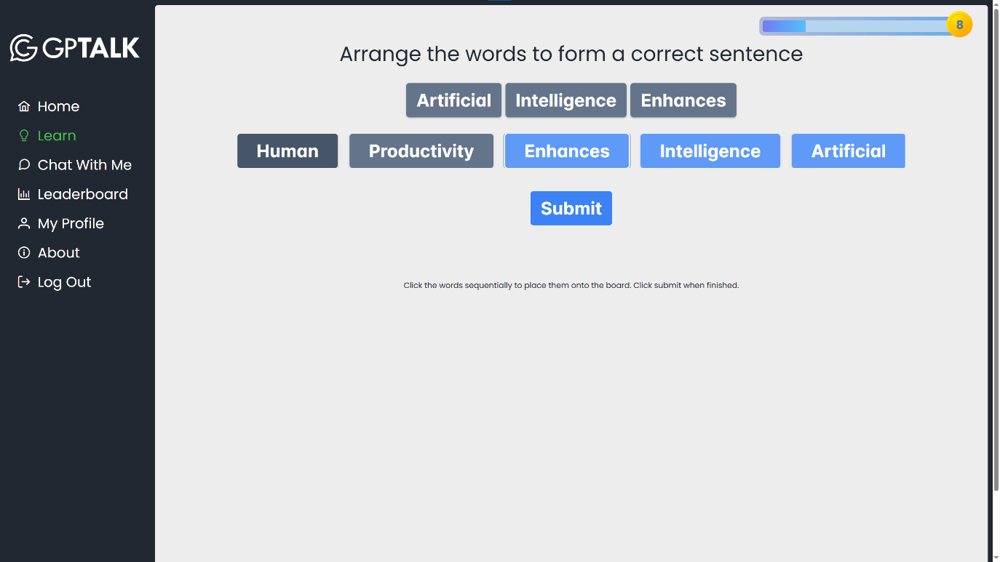 GPTALK
Home
Learn
Chat With Me
Leaderboard
My Profile
About
Log Out
8
Arrange the words to form a correct sentence
Artificial Intelligence Enhances
Human Productivity Enhances Intelligence Artificial
Submit
Click the words sequentially to place them onto the board. Click submit when finished.